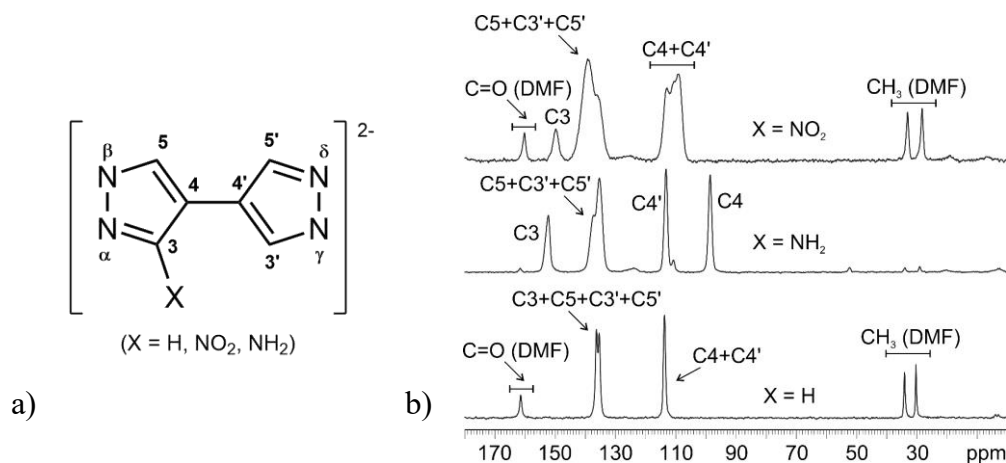 2-
β
5
5'
δ
N
N
4
4'
N
N
α
3
3'
γ
X
(X = H, NO₂, NH₂)
a)
b)
C5+C3'+C5'
C4+C4'
C=O (DMF)
C3
CH₃ (DMF)
X = NO₂
C5+C3'+C5'
C4'
C4
C3
X = NH₂
C3+C5+C3'+C5'
C=O (DMF)
CH₃ (DMF)
C4+C4'
X = H
170 150 130 110 90 70 50 30 ppm